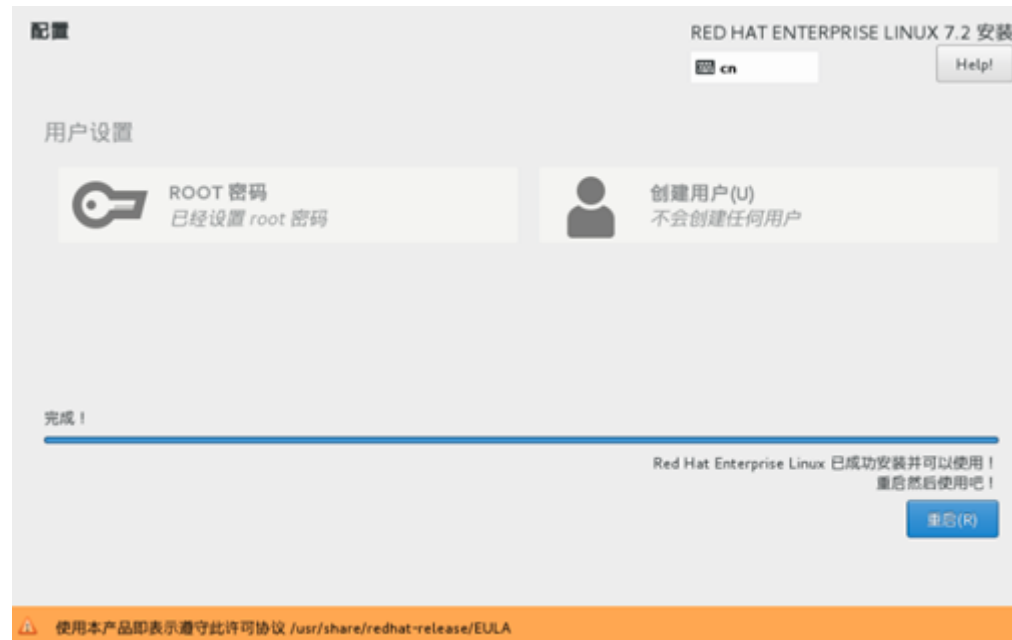 配置
RED HAT ENTERPRISE LINUX 7.2 安装
cn
Help!
用户设置
ROOT 密码
已经设置 root 密码
创建用户(U)
不会创建任何用户
完成！
Red Hat Enterprise Linux 已成功安装并可以使用！
重启然后使用吧！
重启(R)
使用本产品即表示遵守此许可协议 /usr/share/redhat-release/EULA